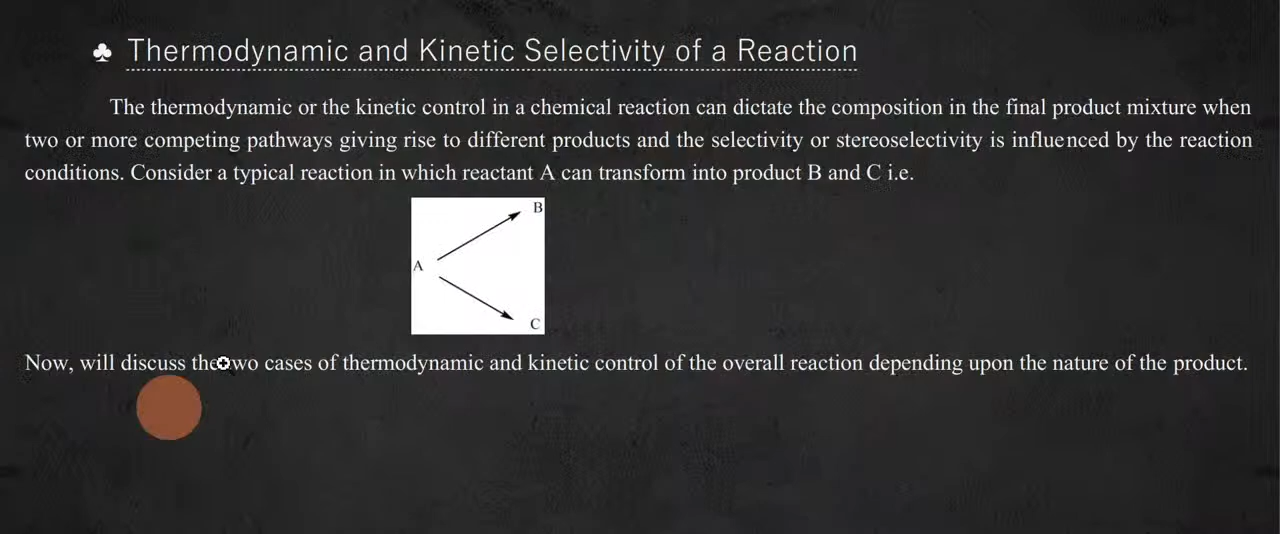 ♣ Thermodynamic and Kinetic Selectivity of a Reaction
The thermodynamic or the kinetic control in a chemical reaction can dictate the composition in the final product mixture when
two or more competing pathways giving rise to different products and the selectivity or stereoselectivity is influenced by the reaction
conditions. Consider a typical reaction in which reactant A can transform into product B and C i.e.
B
A
C
Now, will discuss the two cases of thermodynamic and kinetic control of the overall reaction depending upon the nature of the product.